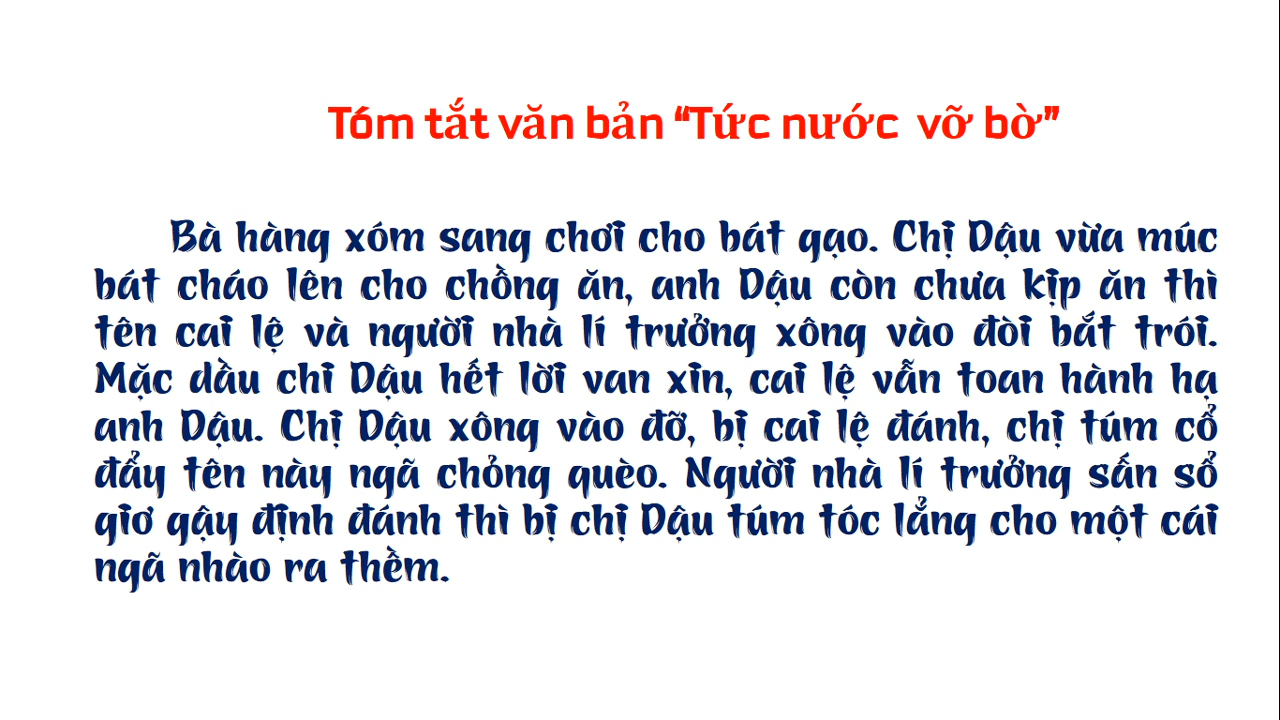 Tóm tắt văn bản “Tức nước vỡ bờ”
Bà hàng xóm sang chơi cho bát gạo. Chị Dậu vừa múc
bát cháo lên cho chồng ăn, anh Dậu còn chưa kịp ăn thì
tên cai lệ và người nhà lí trưởng xông vào đòi bắt trói.
Mặc dầu chi Dậu hết lời van xin, cai lệ vẫn toan hành hạ
anh Dậu. Chị Dậu xông vào đỡ, bị cai lệ đánh, chị túm cổ
đẩy tên này ngã chỏng quèo. Người nhà lí trưởng sấn sổ
giơ gậy định đánh thì bị chị Dậu túm tóc lẳng cho một cái
ngã nhào ra thềm.